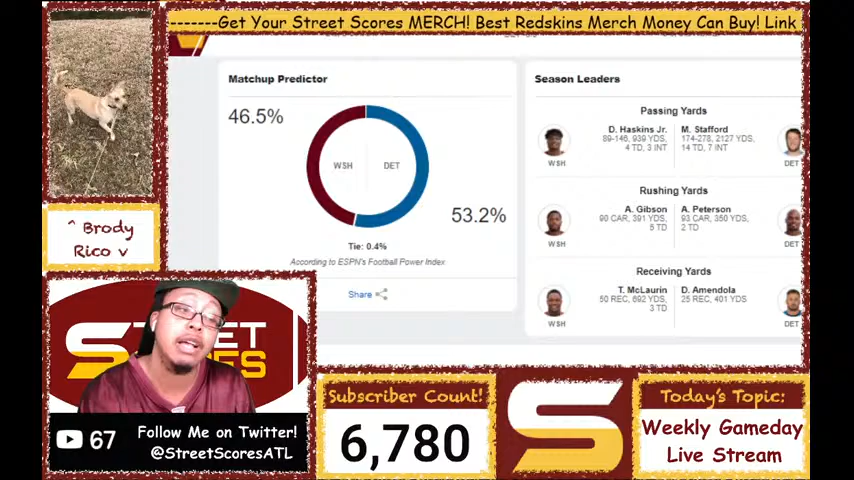 -------Get Your Street Scores MERCH! Best Redskins Merch Money Can Buy! Link
Matchup Predictor
46.5%
WSH
DET
53.2%
Tie: 0.4%
According to ESPN's Football Power Index
Share
Season Leaders
Passing Yards
D. Haskins Jr.
89-146, 939 YDS,
4 TD, 3 INT
M. Stafford
174-278, 2127 YDS,
14 TD, 7 INT
WSH
DET
Rushing Yards
A. Gibson
90 CAR, 391 YDS,
5 TD
A. Peterson
93 CAR, 350 YDS,
2 TD
WSH
DET
Receiving Yards
T. McLaurin
50 REC, 692 YDS,
3 TD
D. Amendola
25 REC, 401 YDS
WSH
DET
^ Brody
Rico v
STREET
SCORES
67
Follow Me on Twitter!
@StreetScoresATL
Subscriber Count!
6,780
Today's Topic:
Weekly Gameday
Live Stream